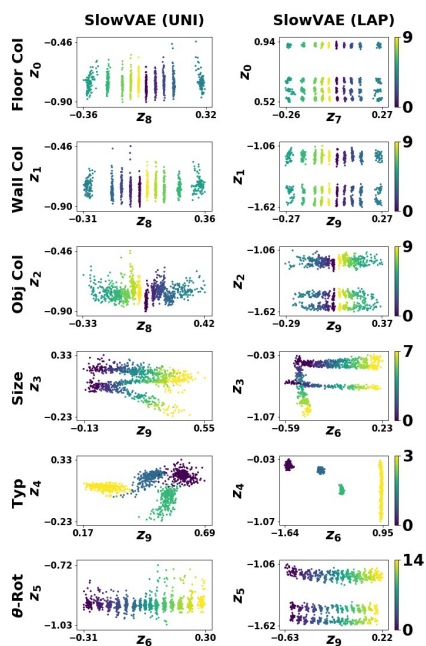 SlowVAE (UNI) SlowVAE (LAP)
Floor Col
z0
−0.46
−0.90
−0.36 z8 0.32
z0
0.94
0.52
−0.26 z7 0.27
9
0
Wall Col
z1
−0.46
−0.90
−0.31 z8 0.36
z1
−1.06
−1.62
−0.27 z9 0.27
9
0
Obj Col
z2
−0.46
−0.90
−0.33 z8 0.42
z2
−1.06
−1.62
−0.29 z9 0.37
9
0
Size
z3
0.33
−0.23
−0.13 z9 0.55
z3
−0.03
−1.07
−0.60 z6 0.23
7
0
Typ
z4
0.33
−0.23
0.17 z9 0.69
z4
−0.03
−1.07
−1.64 z6 0.95
3
0
θ-Rot
z5
−0.72
−1.03
−0.31 z6 0.30
z5
−1.06
−1.62
−0.63 z9 0.22
14
0